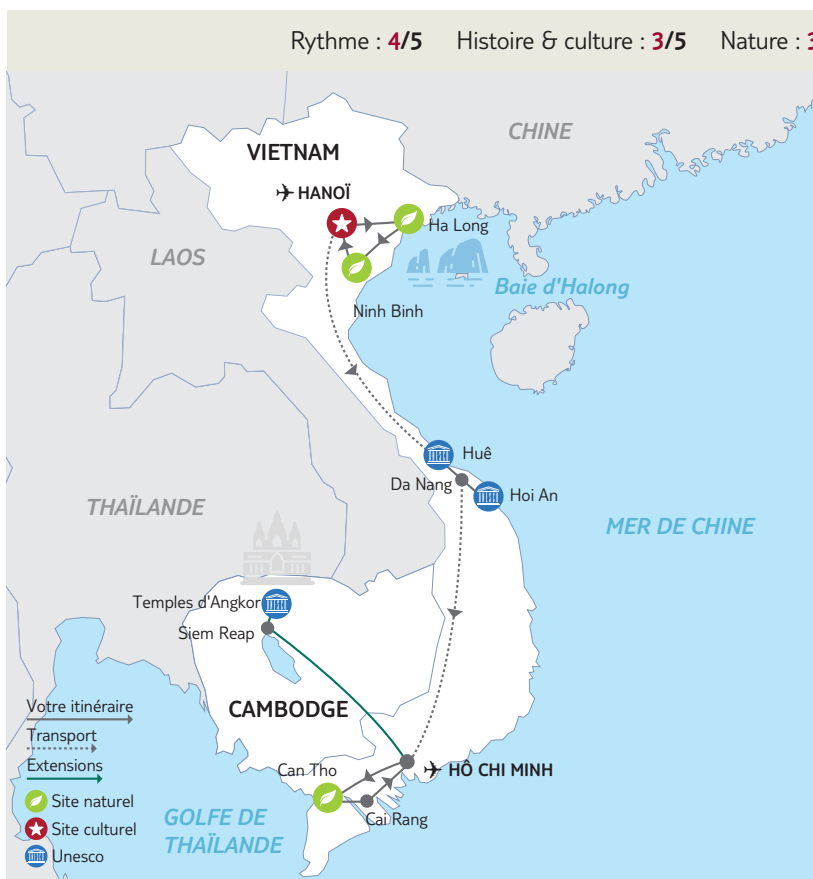 Rythme : 4/5 Histoire & culture : 3/5 Nature : 3
CHINE
VIETNAM
HANOÏ
Ha Long
LAOS
Baie d'Halong
Ninh Binh
Huê
Da Nang
Hoi An
THAÏLANDE
MER DE CHINE
Temples d'Angkor
Siem Reap
CAMBODGE
Votre itinéraire
Transport
Extensions
Site naturel
Site culturel
Unesco
Can Tho
HÔ CHI MINH
Cai Rang
GOLFE DE
THAÏLANDE